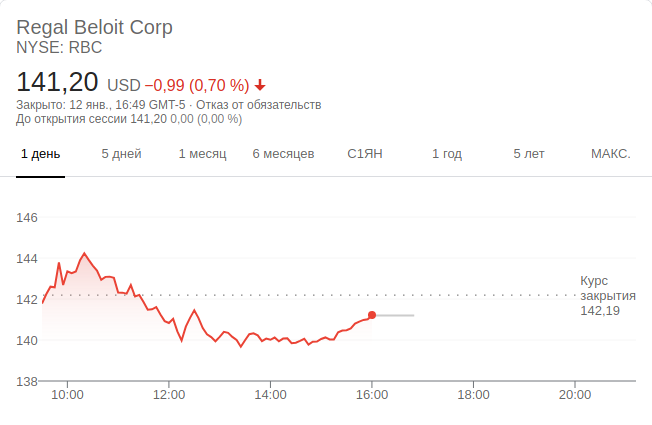 Regal Beloit Corp
NYSE: RBC
141,20 USD −0,99 (0,70 %)
Закрыто: 12 янв., 16:49 GMT-5 · Отказ от обязательств
До открытия сессии 141,20 0,00 (0,00 %)
1 день 5 дней 1 месяц 6 месяцев С1ЯН 1 год 5 лет МАКС.
146
144
142
140
138
Курс
закрытия
142,19
10:00 12:00 14:00 16:00 18:00 20:00